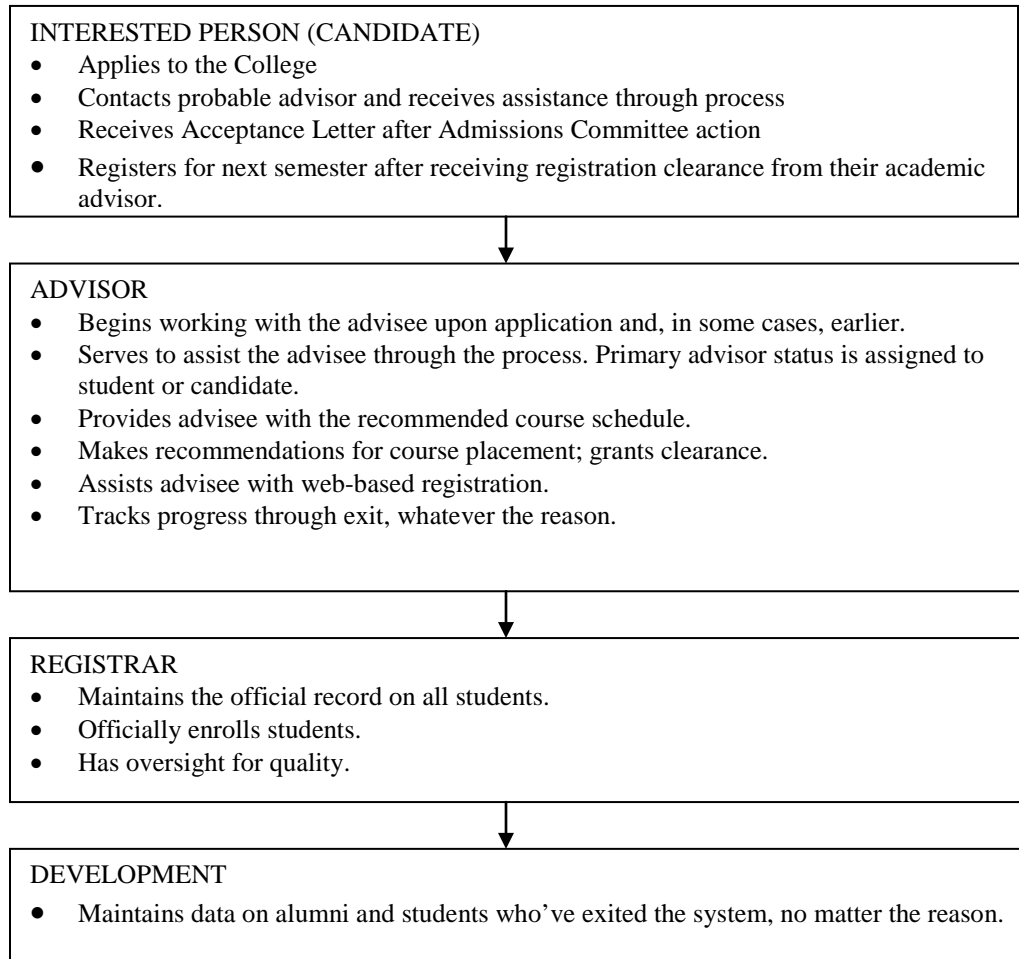 INTERESTED PERSON (CANDIDATE)
• Applies to the College
• Contacts probable advisor and receives assistance through process
• Receives Acceptance Letter after Admissions Committee action
• Registers for next semester after receiving registration clearance from their academic
advisor.
ADVISOR
• Begins working with the advisee upon application and, in some cases, earlier.
• Serves to assist the advisee through the process. Primary advisor status is assigned to
student or candidate.
• Provides advisee with the recommended course schedule.
• Makes recommendations for course placement; grants clearance.
• Assists advisee with web-based registration.
• Tracks progress through exit, whatever the reason.
REGISTRAR
• Maintains the official record on all students.
• Officially enrolls students.
• Has oversight for quality.
DEVELOPMENT
• Maintains data on alumni and students who’ve exited the system, no matter the reason.